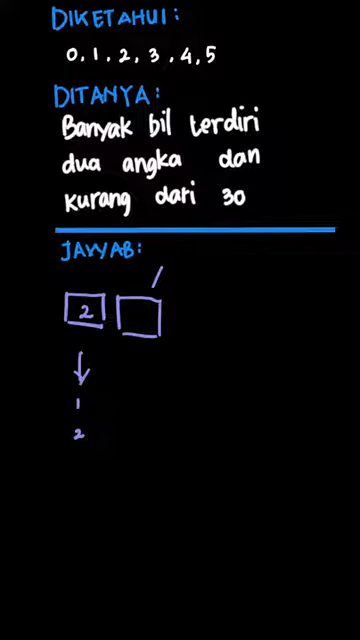 DIKETAHUI:
0, 1, 2, 3, 4, 5
DITANYA:
Banyak bil terdiri
dua angka dan
kurang dari 30
JAWAB:
2
1
2